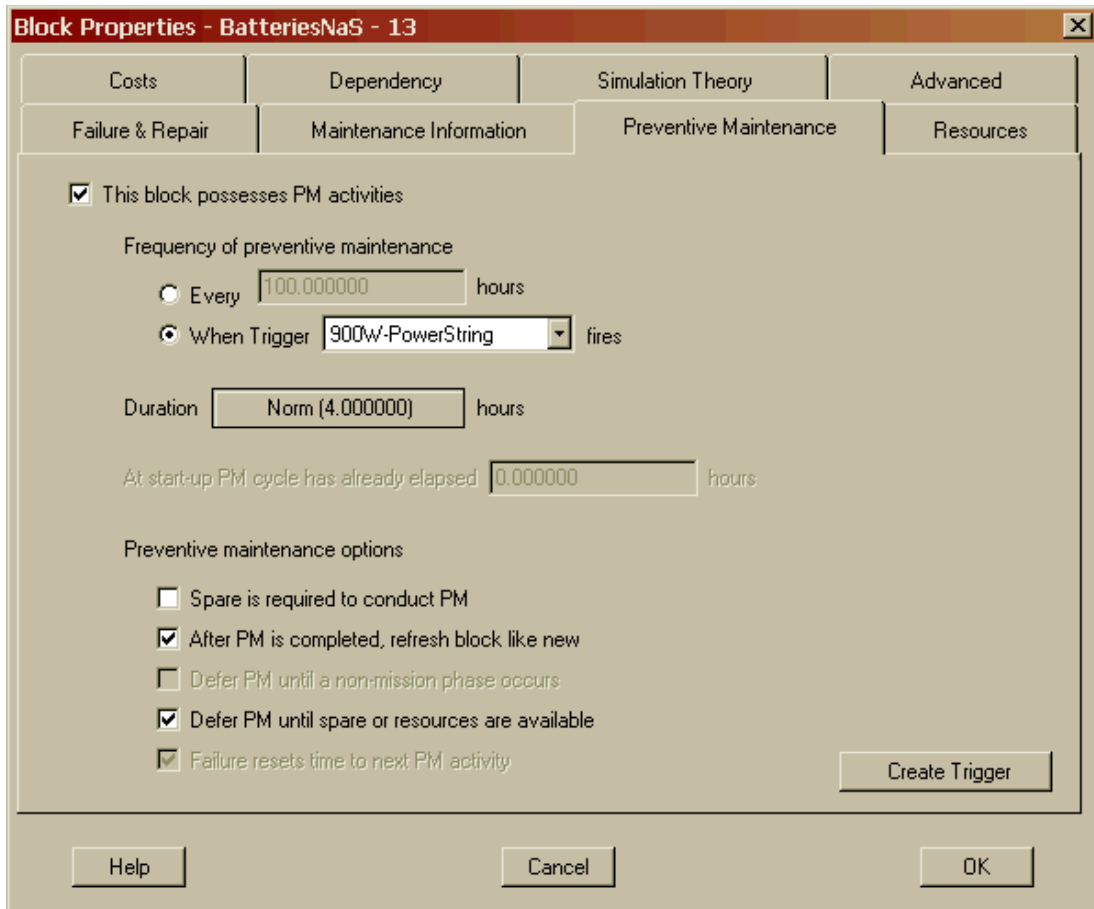 Block Properties - BatteriesNaS - 13
Costs Dependency Simulation Theory Advanced
Failure & Repair Maintenance Information Preventive Maintenance Resources
This block possesses PM activities
Frequency of preventive maintenance
Every 100.000000 hours
When Trigger 900W-PowerString fires
Duration Norm (4.000000) hours
At start-up PM cycle has already elapsed 0.000000 hours
Preventive maintenance options
Spare is required to conduct PM
After PM is completed, refresh block like new
Defer PM until a non-mission phase occurs
Defer PM until spare or resources are available
Failure resets time to next PM activity
Create Trigger
Help Cancel OK